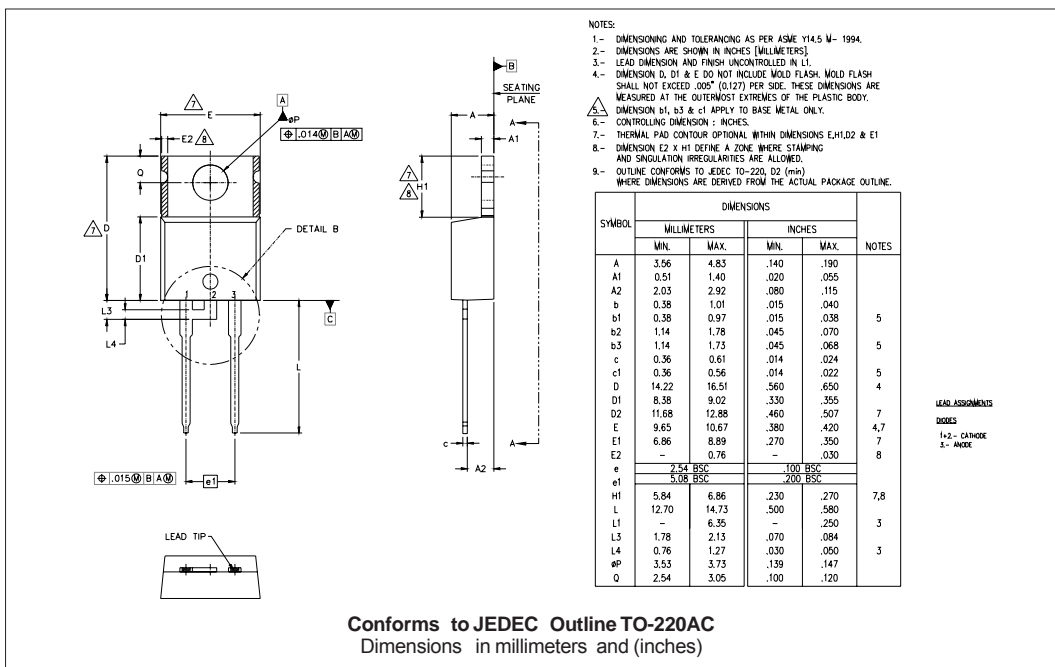 NOTES:
1.- DIMENSIONING AND TOLERANCING AS PER ASME Y14.5 M- 1994.
2.- DIMENSIONS ARE SHOWN IN INCHES [MILLIMETERS].
3.- LEAD DIMENSION AND FINISH UNCONTROLLED IN L1.
4.- DIMENSION D, D1 & E DO NOT INCLUDE MOLD FLASH. MOLD FLASH
SHALL NOT EXCEED .005" (0.127) PER SIDE. THESE DIMENSIONS ARE
MEASURED AT THE OUTERMOST EXTREMES OF THE PLASTIC BODY.
5.- DIMENSION b1, b3 & c1 APPLY TO BASE METAL ONLY.
6.- CONTROLLING DIMENSION : INCHES.
7.- THERMAL PAD CONTOUR OPTIONAL WITHIN DIMENSIONS E,H1,D2 & E1
8.- DIMENSION E2 X H1 DEFINE A ZONE WHERE STAMPING
AND SINGULATION IRREGULARITIES ARE ALLOWED.
9.- OUTLINE CONFORMS TO JEDEC TO-220, D2 (min)
WHERE DIMENSIONS ARE DERIVED FROM THE ACTUAL PACKAGE OUTLINE.
7
E
A
E2 8
øP
⌖ .014Ⓜ B AⓂ
Q
7 D
D1
DETAIL B
1 2 3
L3
L4
C
L
⌖ .015Ⓜ B AⓂ
e1
LEAD TIP
B
SEATING
PLANE
A
A
A1
7
8 H1
c
A2
A
SYMBOL DIMENSIONS NOTES
MILLIMETERS INCHES
MIN. MAX. MIN. MAX.
A 3.56 4.83 .140 .190
A1 0.51 1.40 .020 .055
A2 2.03 2.92 .080 .115
b 0.38 1.01 .015 .040
b1 0.38 0.97 .015 .038 5
b2 1.14 1.78 .045 .070
b3 1.14 1.73 .045 .068 5
c 0.36 0.61 .014 .024
c1 0.36 0.56 .014 .022 5
D 14.22 16.51 .560 .650 4
D1 8.38 9.02 .330 .355
D2 11.68 12.88 .460 .507 7
E 9.65 10.67 .380 .420 4,7
E1 6.86 8.89 .270 .350 7
E2 – 0.76 – .030 8
e 2.54 BSC .100 BSC
e1 5.08 BSC .200 BSC
H1 5.84 6.86 .230 .270 7,8
L 12.70 14.73 .500 .580
L1 – 6.35 – .250 3
L3 1.78 2.13 .070 .084
L4 0.76 1.27 .030 .050 3
øP 3.53 3.73 .139 .147
Q 2.54 3.05 .100 .120
LEAD ASSIGNMENTS
DIODES
1+2.- CATHODE
3.- ANODE
Conforms to JEDEC Outline TO-220AC
Dimensions in millimeters and (inches)